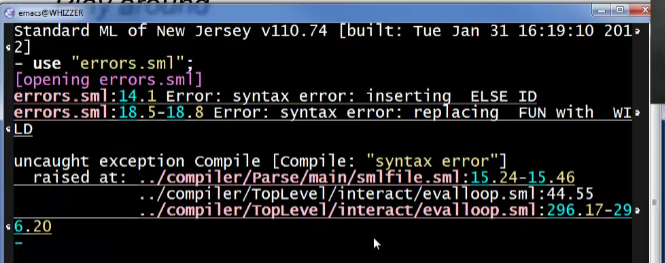 Play around
emacs@WHIZZER
Standard ML of New Jersey v110.74 [built: Tue Jan 31 16:19:10 201
2]
- use "errors.sml";
[opening errors.sml]
errors.sml:14.1 Error: syntax error: inserting  ELSE ID
errors.sml:18.5-18.8 Error: syntax error: replacing  FUN with  WI
LD
uncaught exception Compile [Compile: "syntax error"]
raised at: ../compiler/Parse/main/smlfile.sml:15.24-15.46
../compiler/TopLevel/interact/evalloop.sml:44.55
../compiler/TopLevel/interact/evalloop.sml:296.17-29
6.20
-